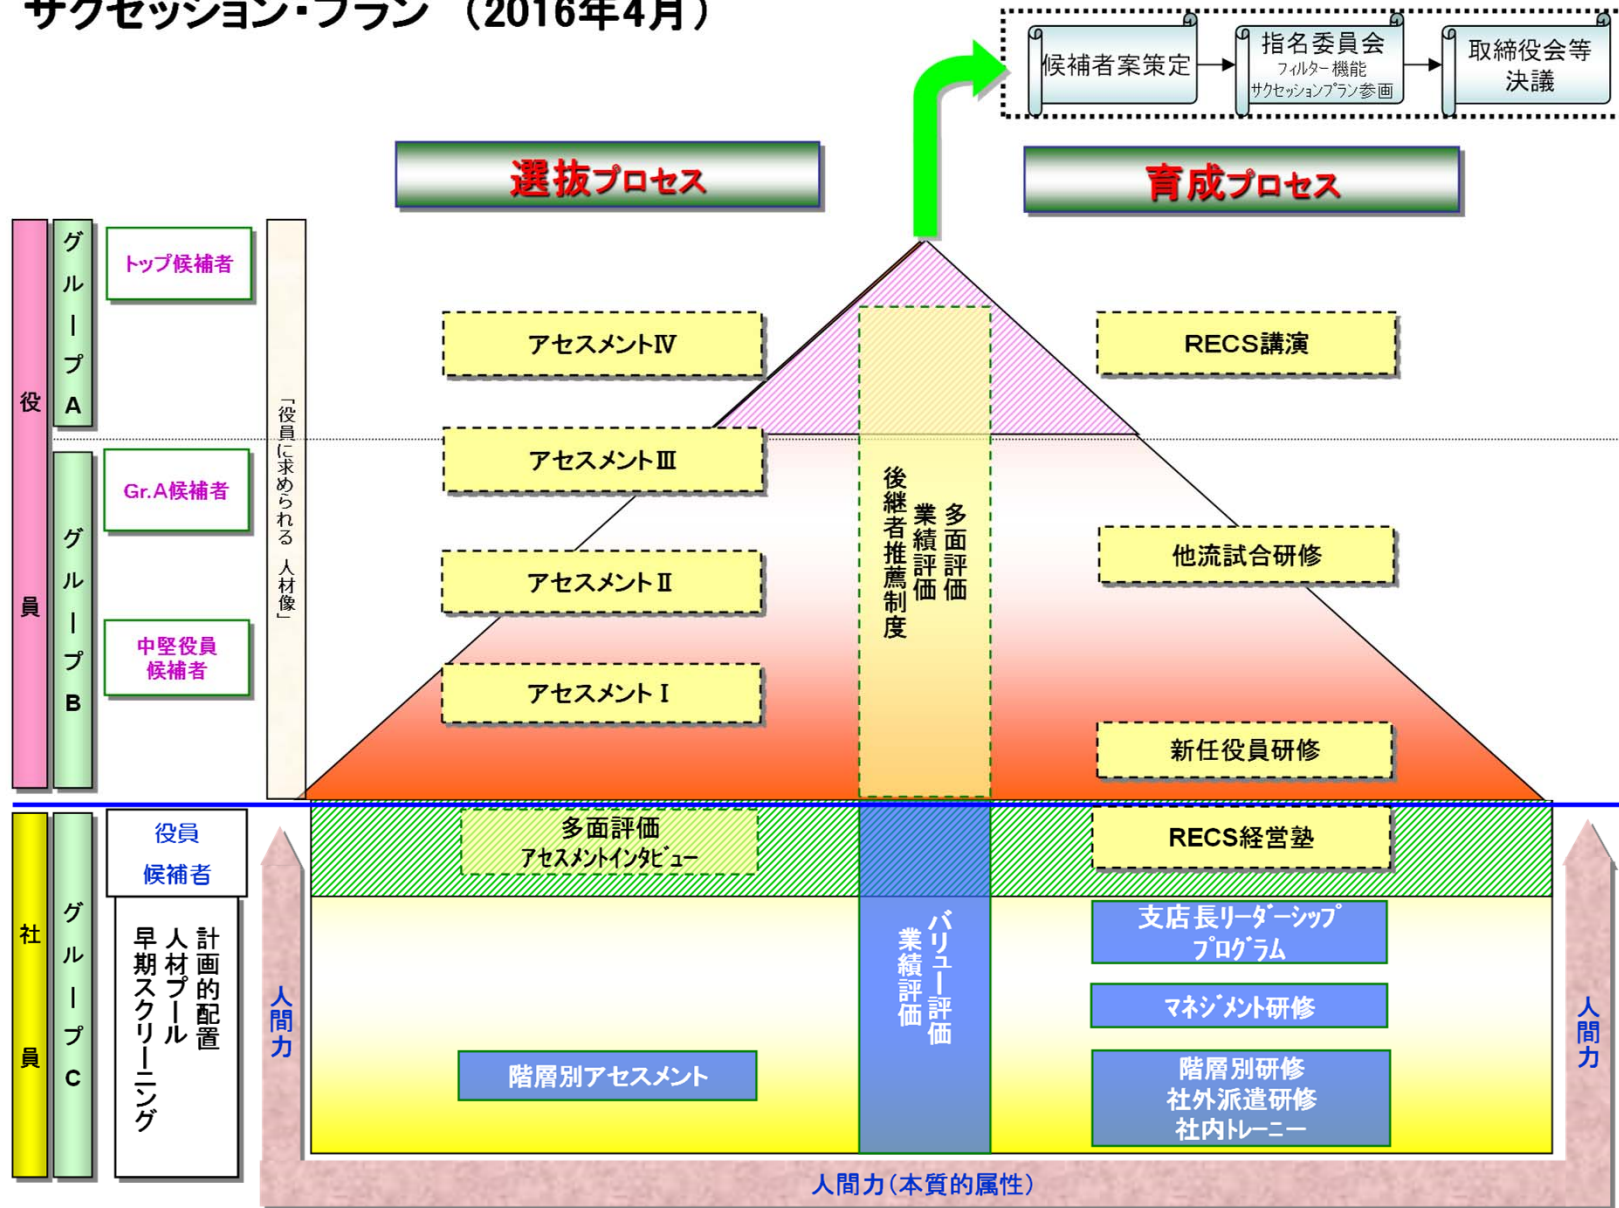 サクセッション・プラン （2016年4月）
候補者案策定
指名委員会
フィルター機能
サクセッションプラン参画
取締役会等
決議
選抜プロセス
育成プロセス
役員
グループA
トップ候補者
「役員に求められる 人材像」
アセスメントⅣ
RECS講演
アセスメントⅢ
グループB
Gr.A候補者
多面評価
業績評価
後継者推薦制度
アセスメントⅡ
他流試合研修
中堅役員
候補者
アセスメントⅠ
新任役員研修
社員
グループC
役員
候補者
多面評価
アセスメントインタビュー
RECS経営塾
計画的配置
人材プール
早期スクリーニング
人間力
バリュー評価
業績評価
支店長リーダーシップ
プログラム
マネジメント研修
人間力
階層別アセスメント
階層別研修
社外派遣研修
社内トレーニー
人間力（本質的属性）